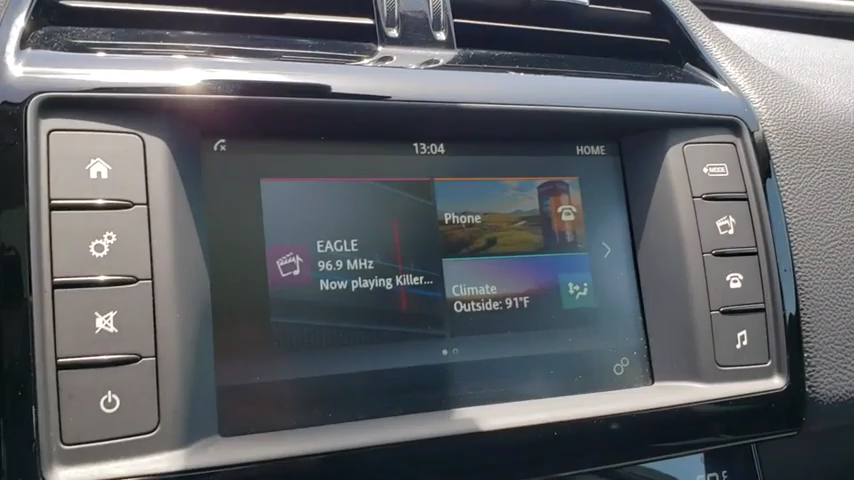 13:04
HOME
EAGLE
96.9 MHz
Now playing Killer...
Phone
Climate
Outside: 91°F
MODE